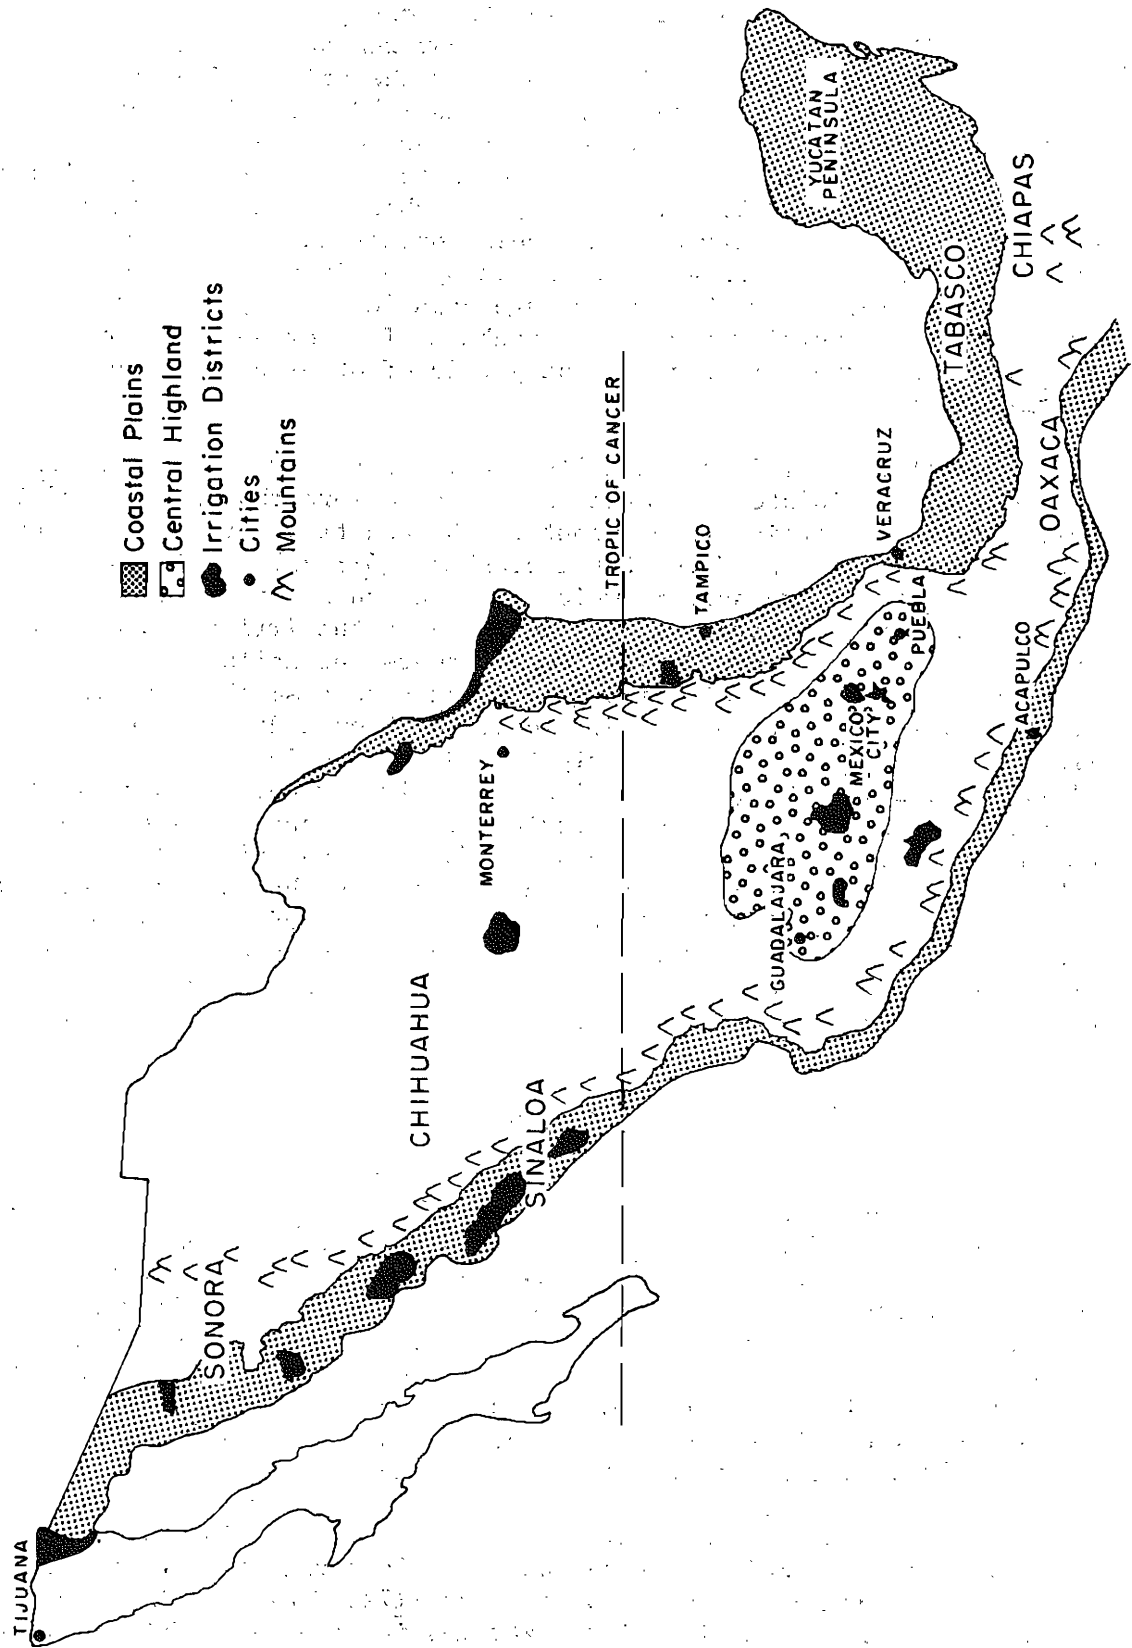 Coastal Plains
Central Highland
Irrigation Districts
Cities
Mountains
TIJUANA
SONORA
CHIHUAHUA
SINALOA
MONTERREY
TROPIC OF CANCER
TAMPICO
GUADALAJARA
MEXICO
CITY
PUEBLA
VERACRUZ
ACAPULCO
OAXACA
TABASCO
CHIAPAS
YUCATAN
PENINSULA